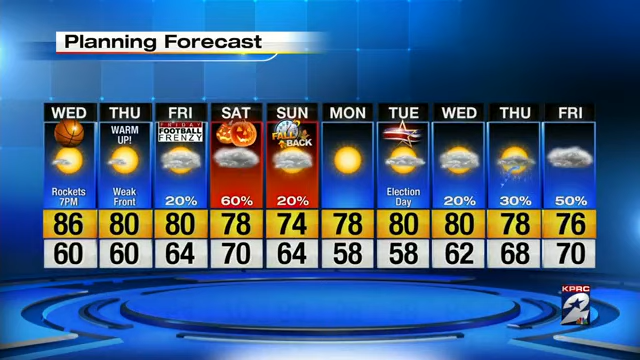 Planning Forecast
WED THU FRI SAT SUN MON TUE WED THU FRI
WARM UP!
FRIDAY FOOTBALL FRENZY
FALL BACK
Rockets 7PM
Weak Front
20% 60% 20%
Election Day
20% 30% 50%
86 80 80 78 74 78 80 80 78 76
60 60 64 70 64 58 58 62 68 70
KPRC
2